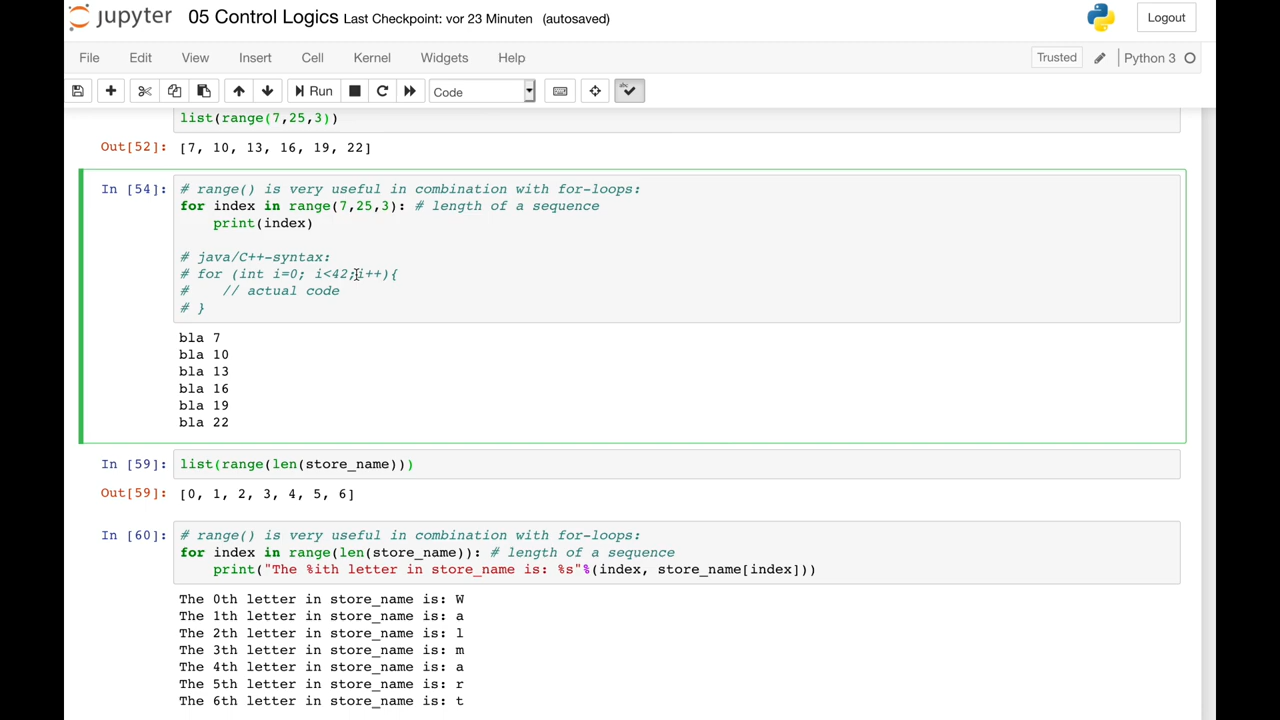 jupyter 05 Control Logics Last Checkpoint: vor 23 Minuten (autosaved) Logout
File Edit View Insert Cell Kernel Widgets Help Trusted Python 3
Run Code
list(range(7,25,3))
Out[52]: [7, 10, 13, 16, 19, 22]
In [54]: # range() is very useful in combination with for-loops:
for index in range(7,25,3): # length of a sequence
    print(index)
# java/C++-syntax:
# for (int i=0; i<42;i++){
#    // actual code
# }
bla 7
bla 10
bla 13
bla 16
bla 19
bla 22
In [59]: list(range(len(store_name)))
Out[59]: [0, 1, 2, 3, 4, 5, 6]
In [60]: # range() is very useful in combination with for-loops:
for index in range(len(store_name)): # length of a sequence
    print("The %ith letter in store_name is: %s"%(index, store_name[index]))
The 0th letter in store_name is: W
The 1th letter in store_name is: a
The 2th letter in store_name is: l
The 3th letter in store_name is: m
The 4th letter in store_name is: a
The 5th letter in store_name is: r
The 6th letter in store_name is: t